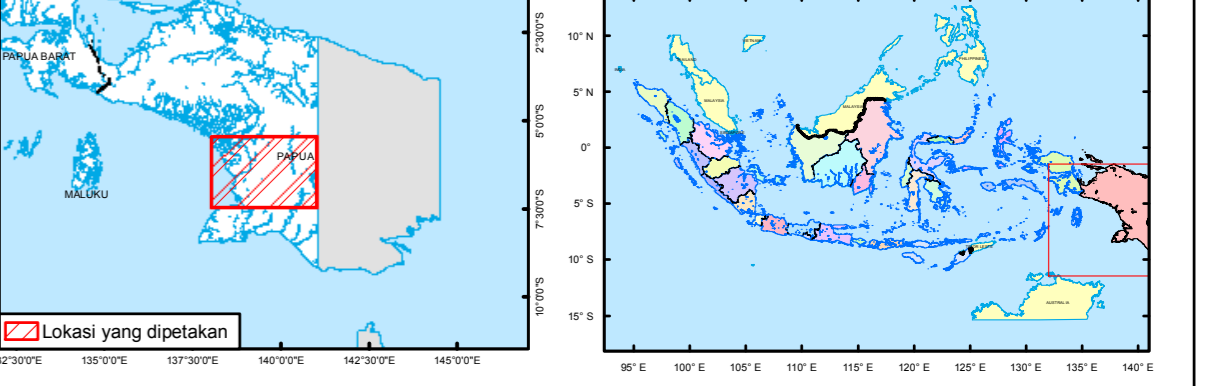 PAPUA BARAT
PAPUA
MALUKU
Lokasi yang dipetakan
2°30'0"S
5°0'0"S
7°30'0"S
10°0'0"S
2°30'0"E
135°0'0"E
137°30'0"E
140°0'0"E
142°30'0"E
145°0'0"E
10° N
5° N
0°
5° S
10° S
15° S
95° E
100° E
105° E
110° E
115° E
120° E
125° E
130° E
135° E
140° E
PHILIPPINES
MALAYSIA
MALAYSIA
AUSTRALIA